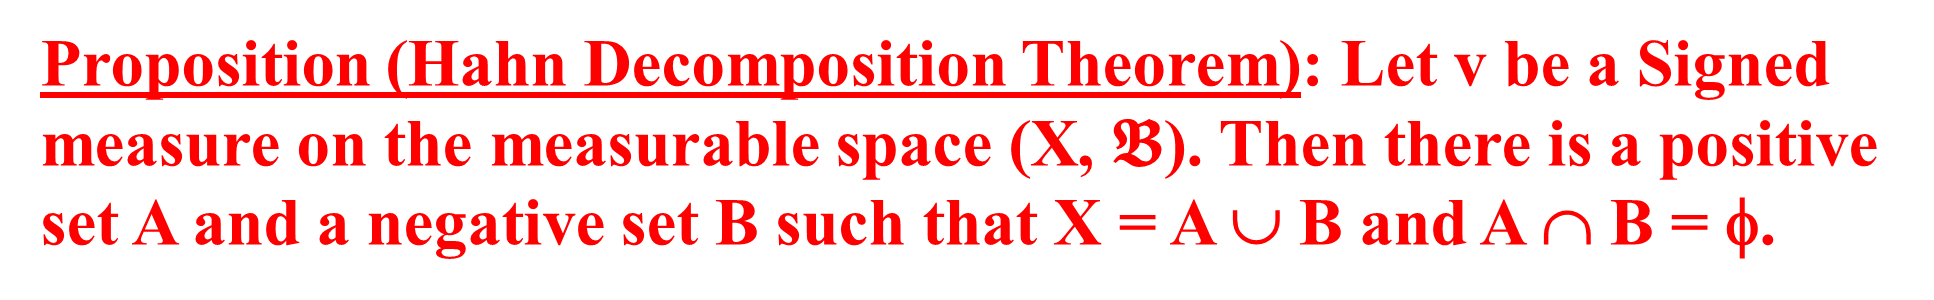 Proposition (Hahn Decomposition Theorem): Let v be a Signed
measure on the measurable space (X, 𝕭). Then there is a positive
set A and a negative set B such that X = A ∪ B and A ∩ B = ϕ.